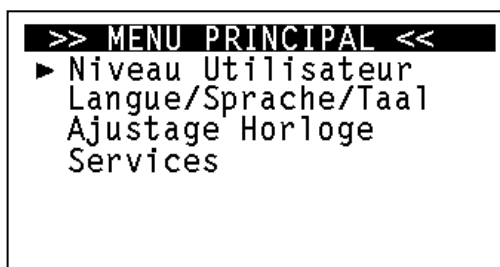 >> MENU PRINCIPAL <<
► Niveau Utilisateur
Langue/Sprache/Taal
Ajustage Horloge
Services